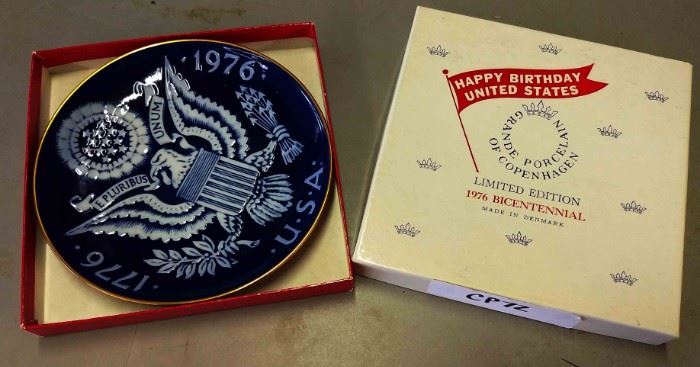 ·1976·
PLURIBUS
UNUM
·1776·
U·S·A·
HAPPY BIRTHDAY
UNITED STATES
GRANDE PORCELAIN
OF COPENHAGEN
LIMITED EDITION
1976 BICENTENNIAL
MADE IN DENMARK